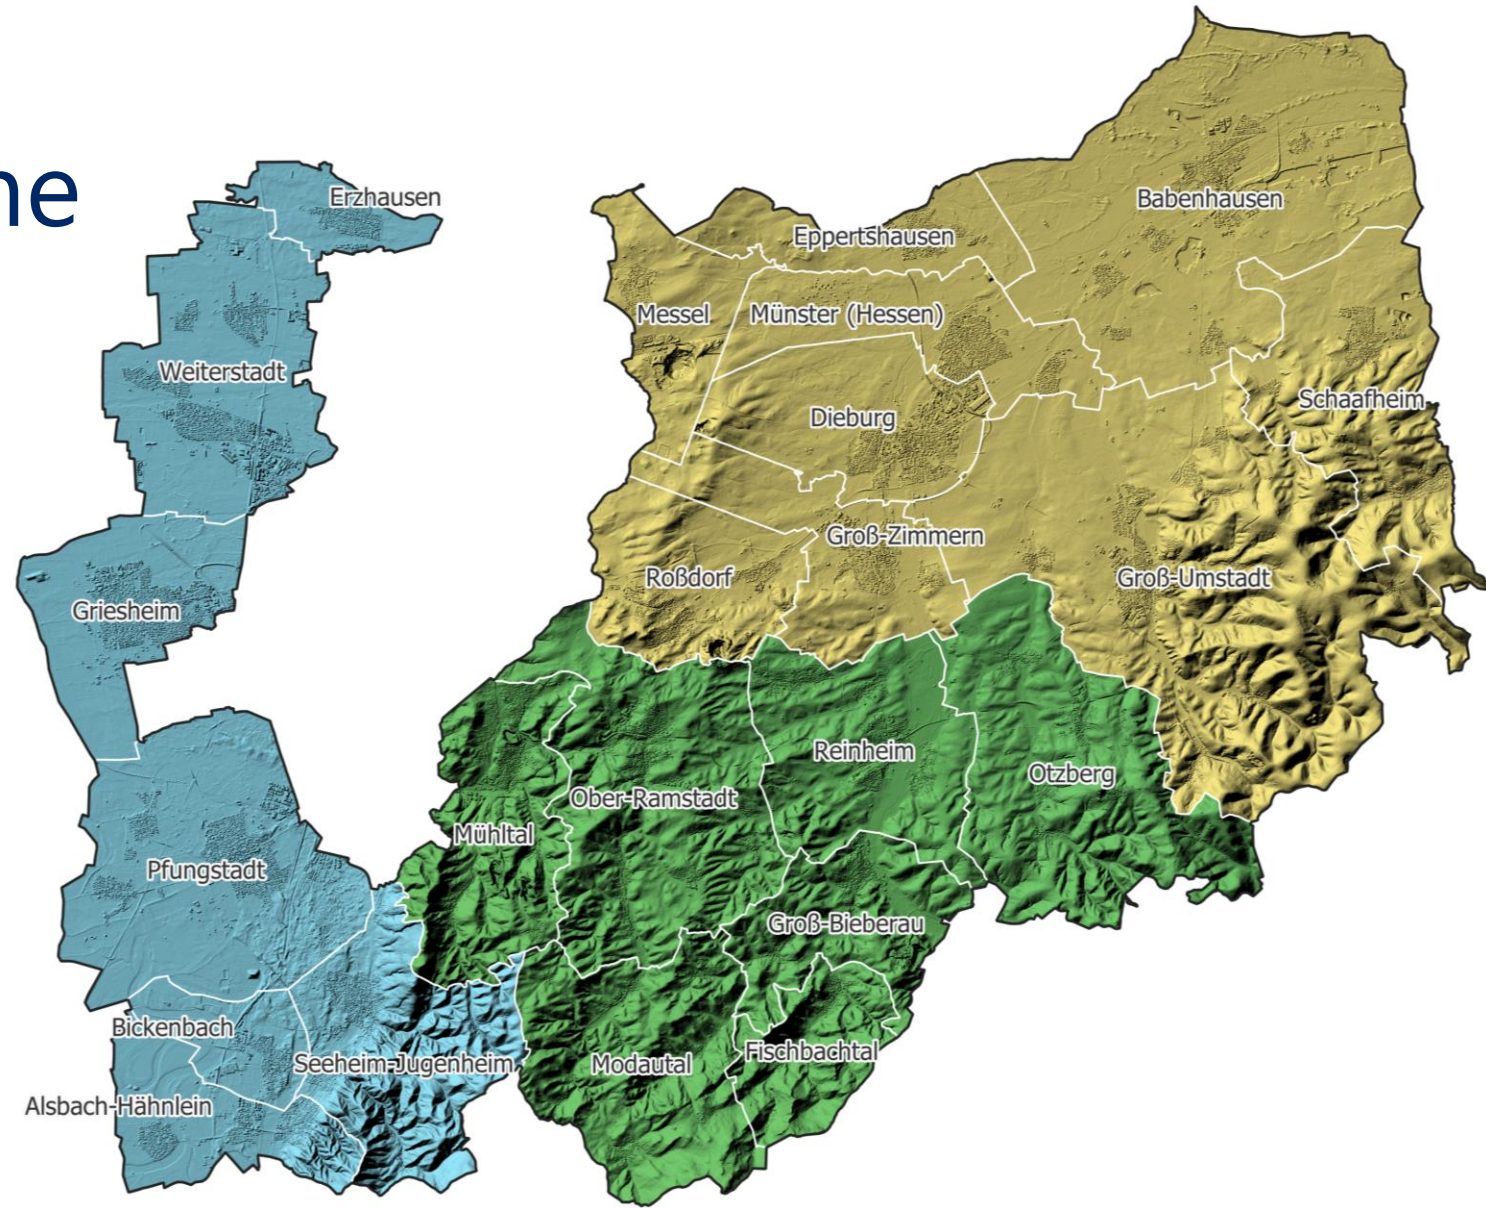 ne
Erzhausen
Babenhausen
Eppertshausen
Messel
Münster (Hessen)
Weiterstadt
Schaafheim
Dieburg
Groß-Zimmern
Roßdorf
Groß-Umstadt
Griesheim
Reinheim
Otzberg
Ober-Ramstadt
Mühltal
Pfungstadt
Groß-Bieberau
Bickenbach
Seeheim-Jugenheim
Modautal
Fischbachtal
Alsbach-Hähnlein